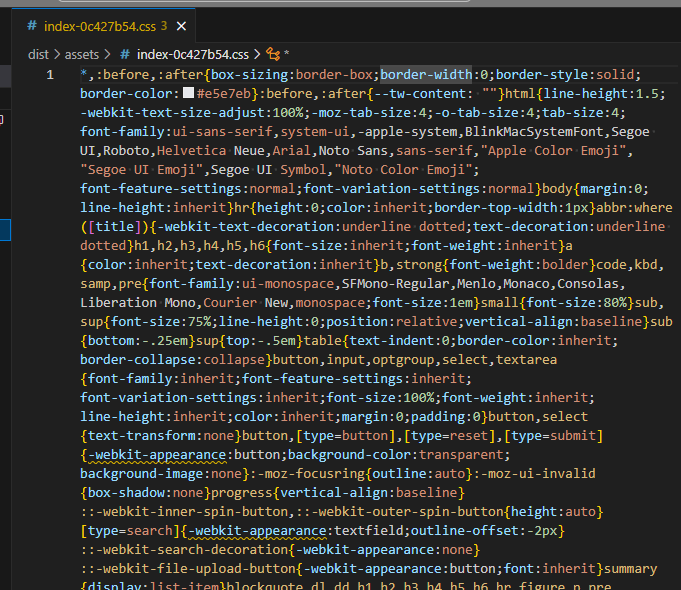 # index-0c427b54.css 3 ×
dist > assets > # index-0c427b54.css > *
1 *,:before,:after{box-sizing:border-box;border-width:0;border-style:solid;
border-color:#e5e7eb}:before,:after{--tw-content: ""}html{line-height:1.5;
-webkit-text-size-adjust:100%;-moz-tab-size:4;-o-tab-size:4;tab-size:4;
font-family:ui-sans-serif,system-ui,-apple-system,BlinkMacSystemFont,Segoe
UI,Roboto,Helvetica Neue,Arial,Noto Sans,sans-serif,"Apple Color Emoji",
"Segoe UI Emoji",Segoe UI Symbol,"Noto Color Emoji";
font-feature-settings:normal;font-variation-settings:normal}body{margin:0;
line-height:inherit}hr{height:0;color:inherit;border-top-width:1px}abbr:where
([title]){-webkit-text-decoration:underline dotted;text-decoration:underline
dotted}h1,h2,h3,h4,h5,h6{font-size:inherit;font-weight:inherit}a
{color:inherit;text-decoration:inherit}b,strong{font-weight:bolder}code,kbd,
samp,pre{font-family:ui-monospace,SFMono-Regular,Menlo,Monaco,Consolas,
Liberation Mono,Courier New,monospace;font-size:1em}small{font-size:80%}sub,
sup{font-size:75%;line-height:0;position:relative;vertical-align:baseline}sub
{bottom:-.25em}sup{top:-.5em}table{text-indent:0;border-color:inherit;
border-collapse:collapse}button,input,optgroup,select,textarea
{font-family:inherit;font-feature-settings:inherit;
font-variation-settings:inherit;font-size:100%;font-weight:inherit;
line-height:inherit;color:inherit;margin:0;padding:0}button,select
{text-transform:none}button,[type=button],[type=reset],[type=submit]
{-webkit-appearance:button;background-color:transparent;
background-image:none}:-moz-focusring{outline:auto}:-moz-ui-invalid
{box-shadow:none}progress{vertical-align:baseline}
::-webkit-inner-spin-button,::-webkit-outer-spin-button{height:auto}
[type=search]{-webkit-appearance:textfield;outline-offset:-2px}
::-webkit-search-decoration{-webkit-appearance:none}
::-webkit-file-upload-button{-webkit-appearance:button;font:inherit}summary
{display:list-item}blockquote,dl,dd,h1,h2,h3,h4,h5,h6,hr,figure,p,pre